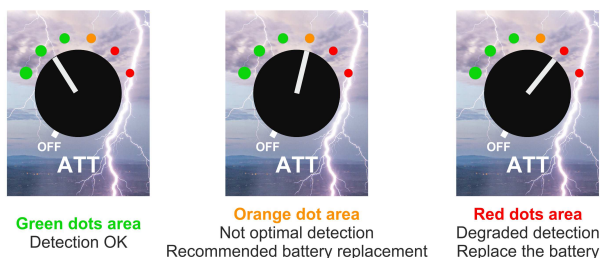 OFF
ATT
OFF
ATT
OFF
ATT
Green dots area
Detection OK
Orange dot area
Not optimal detection
Recommended battery replacement
Red dots area
Degraded detection
Replace the battery